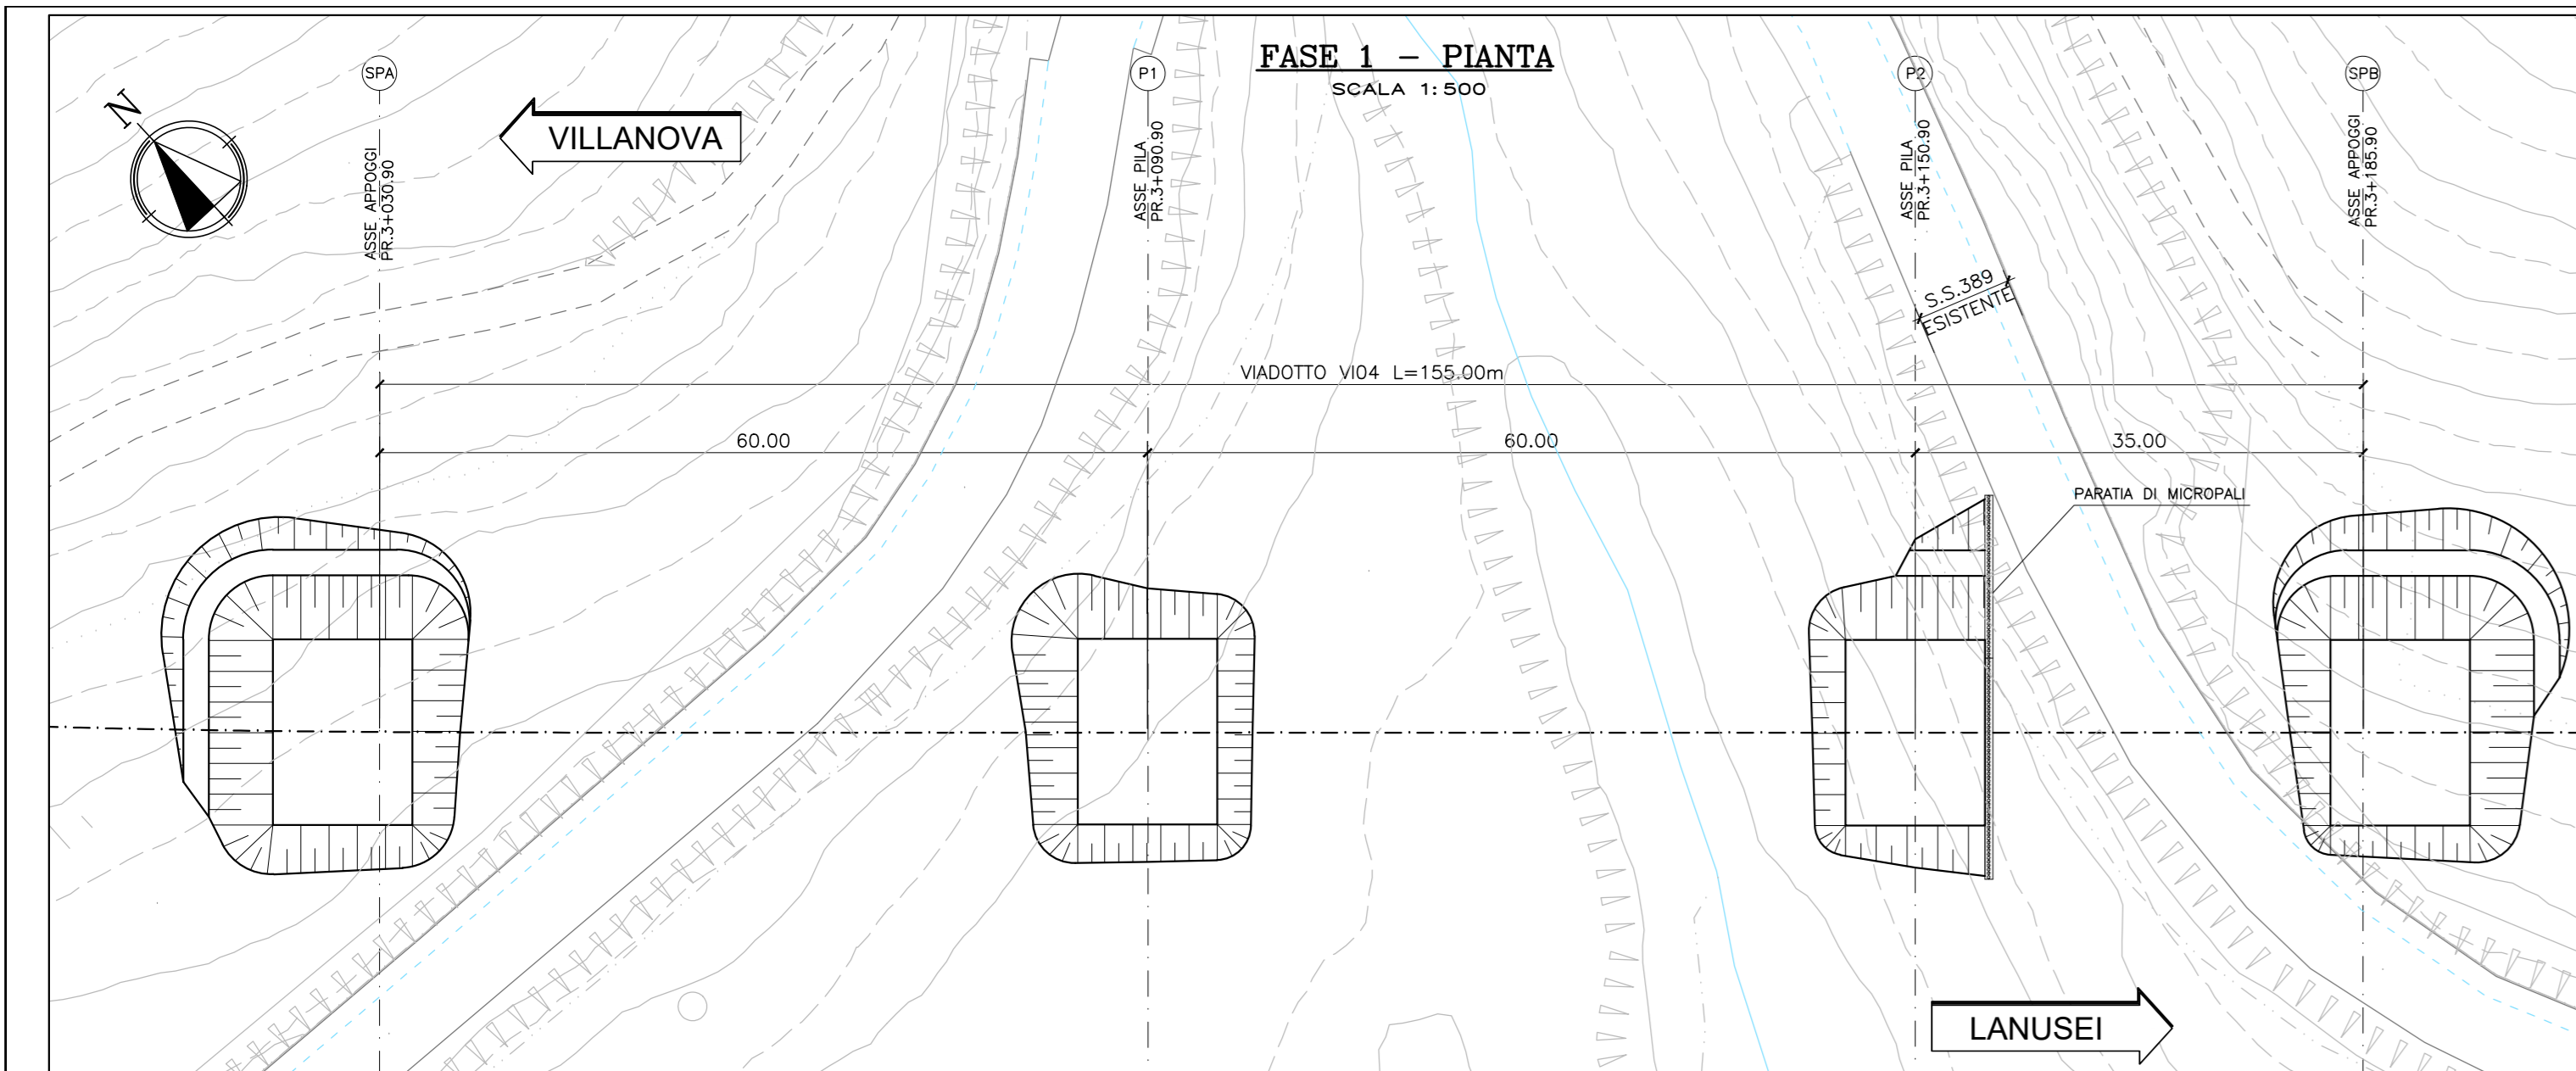 FASE 1 - PIANTA
SCALA 1:500
SPA
P1
P2
SPB
N
VILLANOVA
ASSE APPOGGI
PR.3+030.90
ASSE PILA
PR.3+090.90
ASSE PILA
PR.3+150.90
ASSE APPOGGI
PR.3+185.90
S.S.389
ESISTENTE
VIADOTTO VI04 L=155.00m
60.00
60.00
35.00
PARATIA DI MICROPALI
LANUSEI